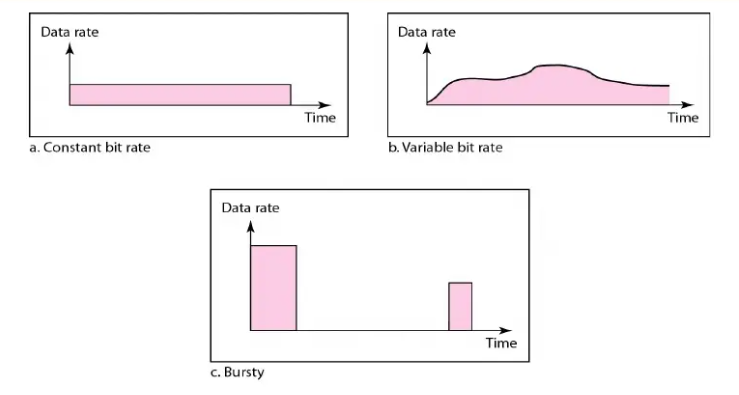 Data rate
Time
a. Constant bit rate
Data rate
Time
b. Variable bit rate
Data rate
Time
c. Bursty